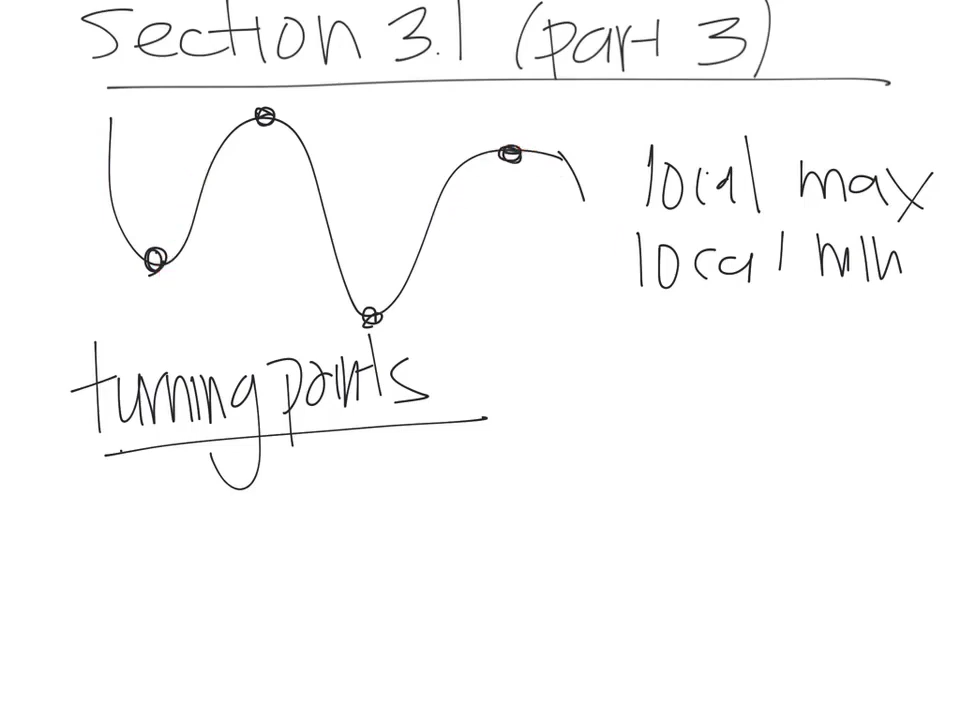 Section 3.1 (part 3)
local max
local min
turning points